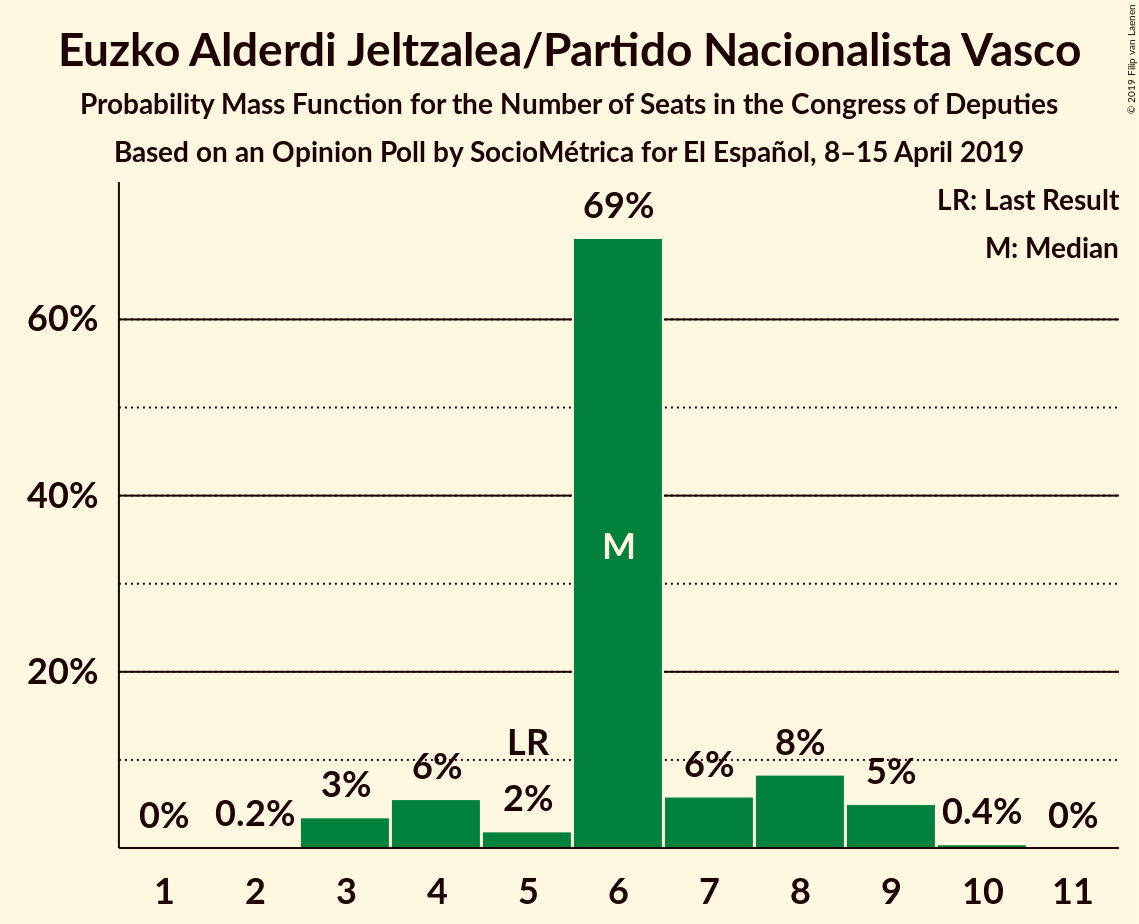 Euzko Alderdi Jeltzalea/Partido Nacionalista Vasco
Probability Mass Function for the Number of Seats in the Congress of Deputies
Based on an Opinion Poll by SocioMétrica for El Español, 8–15 April 2019
© 2019 Filip van Laenen
LR: Last Result
M: Median
69%
60%
40%
20%
M
LR
0%
0.2%
3%
6%
2%
6%
8%
5%
0.4%
0%
1 2 3 4 5 6 7 8 9 10 11